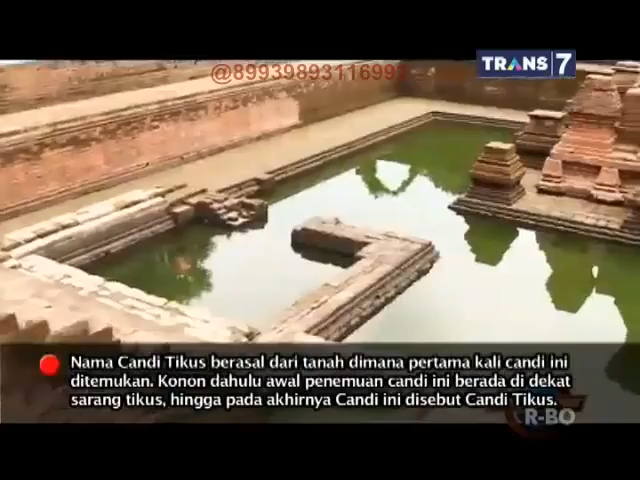 @89939893116993
TRANS 7
Nama Candi Tikus berasal dari tanah dimana pertama kali candi ini
ditemukan. Konon dahulu awal penemuan candi ini berada di dekat
sarang tikus, hingga pada akhirnya Candi ini disebut Candi Tikus.
R-BO